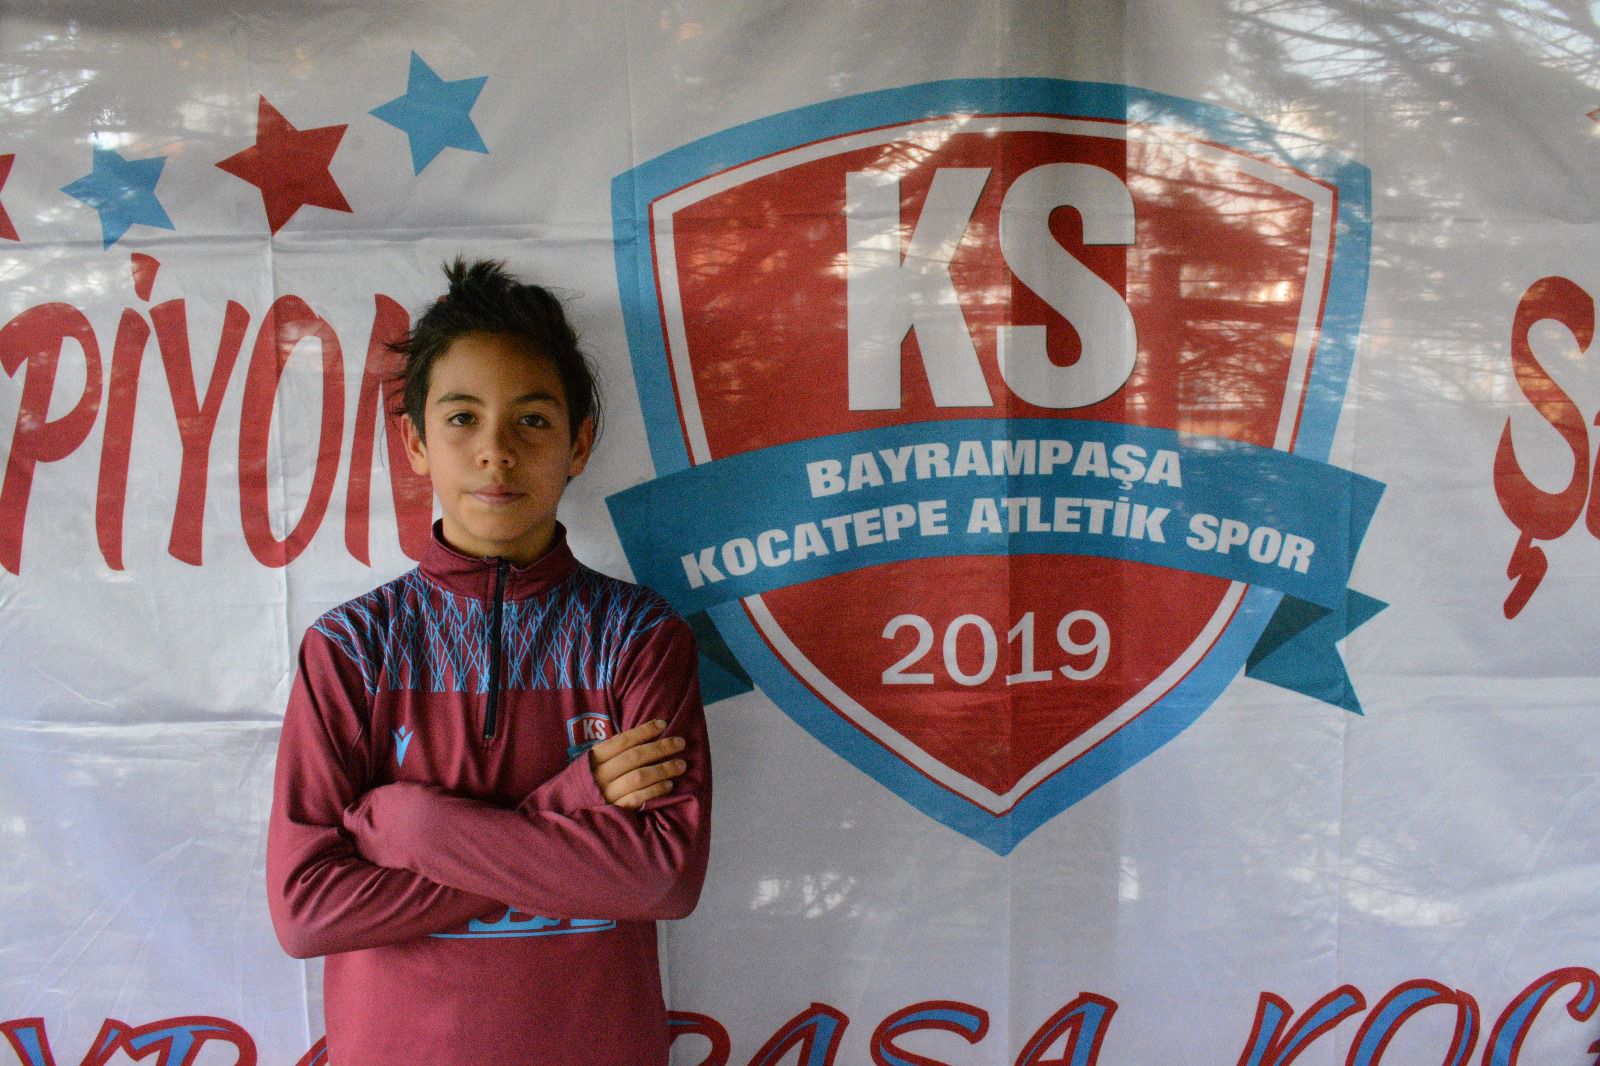 PİYON
KS
BAYRAMPAŞA
KOCATEPE ATLETİK SPOR
2019
KS